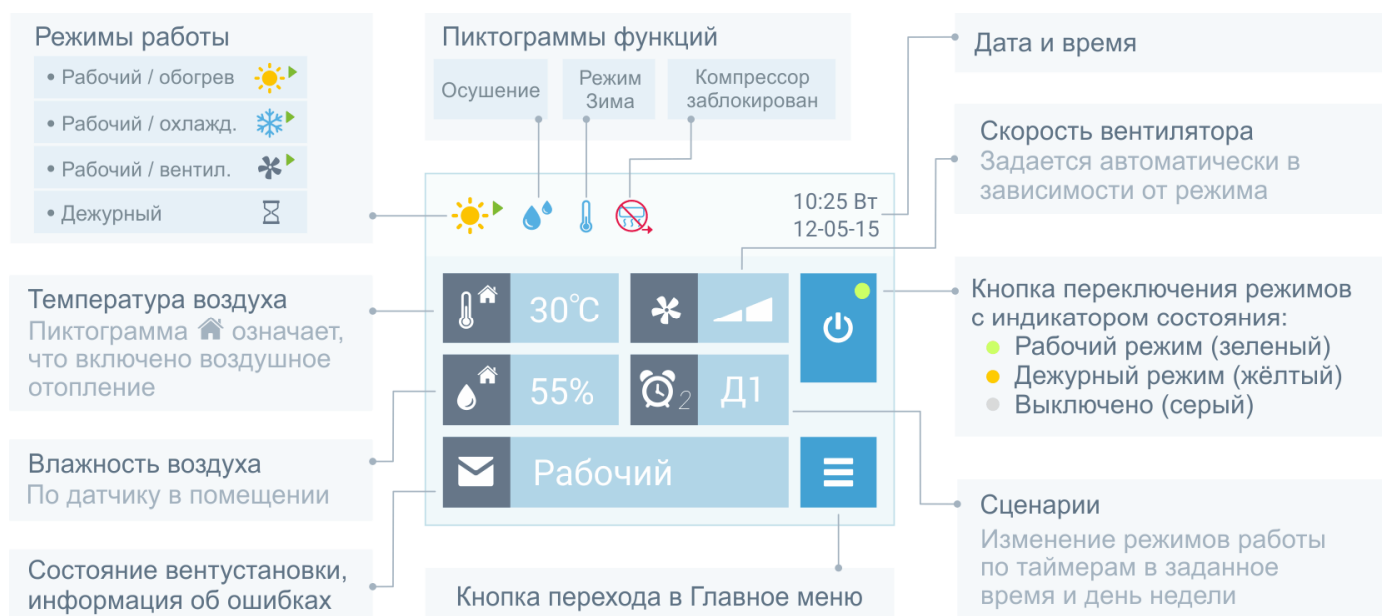 Режимы работы
• Рабочий / обогрев
• Рабочий / охлажд.
• Рабочий / вентил.
• Дежурный
Пиктограммы функций
Осушение
Режим
Зима
Компрессор
заблокирован
Дата и время
Скорость вентилятора
Задается автоматически в
зависимости от режима
10:25 Вт
12-05-15
Температура воздуха
Пиктограмма означает,
что включено воздушное
отопление
30°C
55%
2
Д1
Рабочий
Кнопка переключения режимов
с индикатором состояния:
Рабочий режим (зеленый)
Дежурный режим (жёлтый)
Выключено (серый)
Влажность воздуха
По датчику в помещении
Состояние вентустановки,
информация об ошибках
Кнопка перехода в Главное меню
Сценарии
Изменение режимов работы
по таймерам в заданное
время и день недели